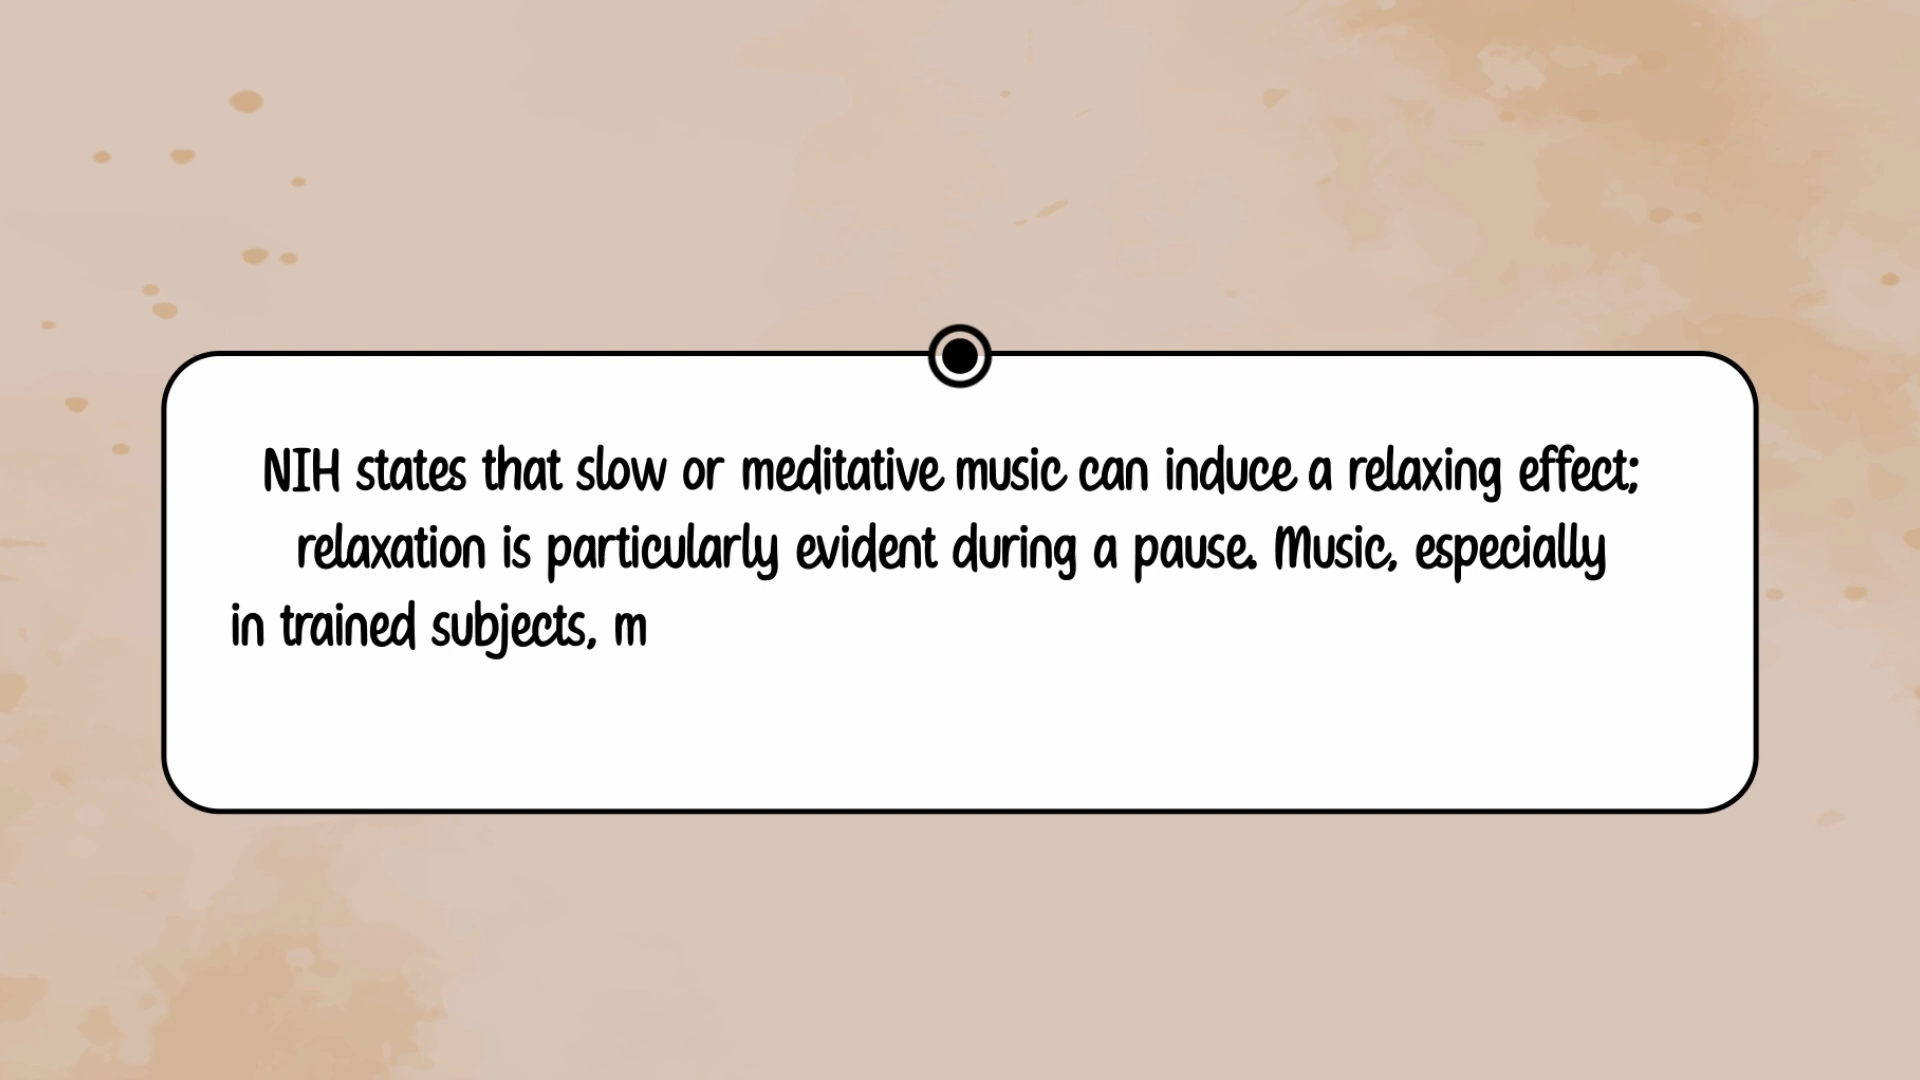 NIH states that slow or meditative music can induce a relaxing effect;
relaxation is particularly evident during a pause. Music, especially
in trained subjects, m